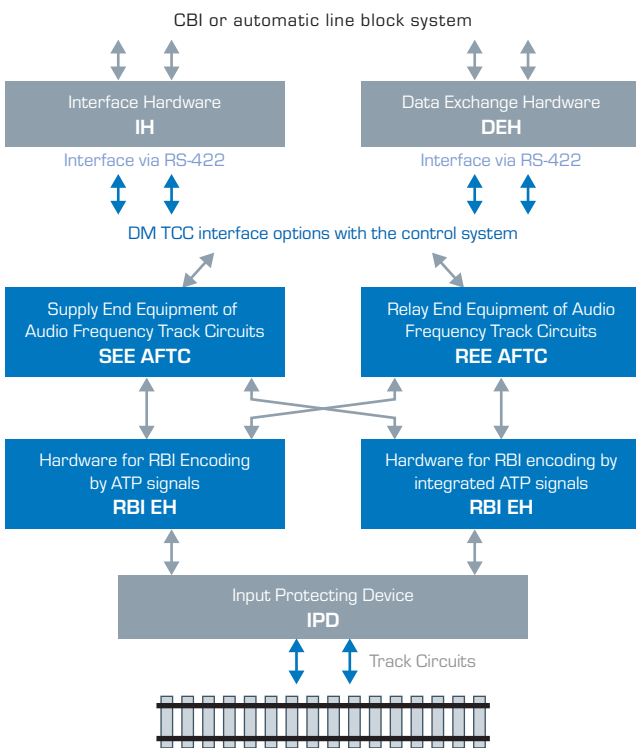 CBI or automatic line block system
Interface Hardware
IH
Data Exchange Hardware
DEH
Interface via RS-422
Interface via RS-422
DM TCC interface options with the control system
Supply End Equipment of
Audio Frequency Track Circuits
SEE AFTC
Relay End Equipment of Audio
Frequency Track Circuits
REE AFTC
Hardware for RBI Encoding
by ATP signals
RBI EH
Hardware for RBI encoding by
integrated ATP signals
RBI EH
Input Protecting Device
IPD
Track Circuits